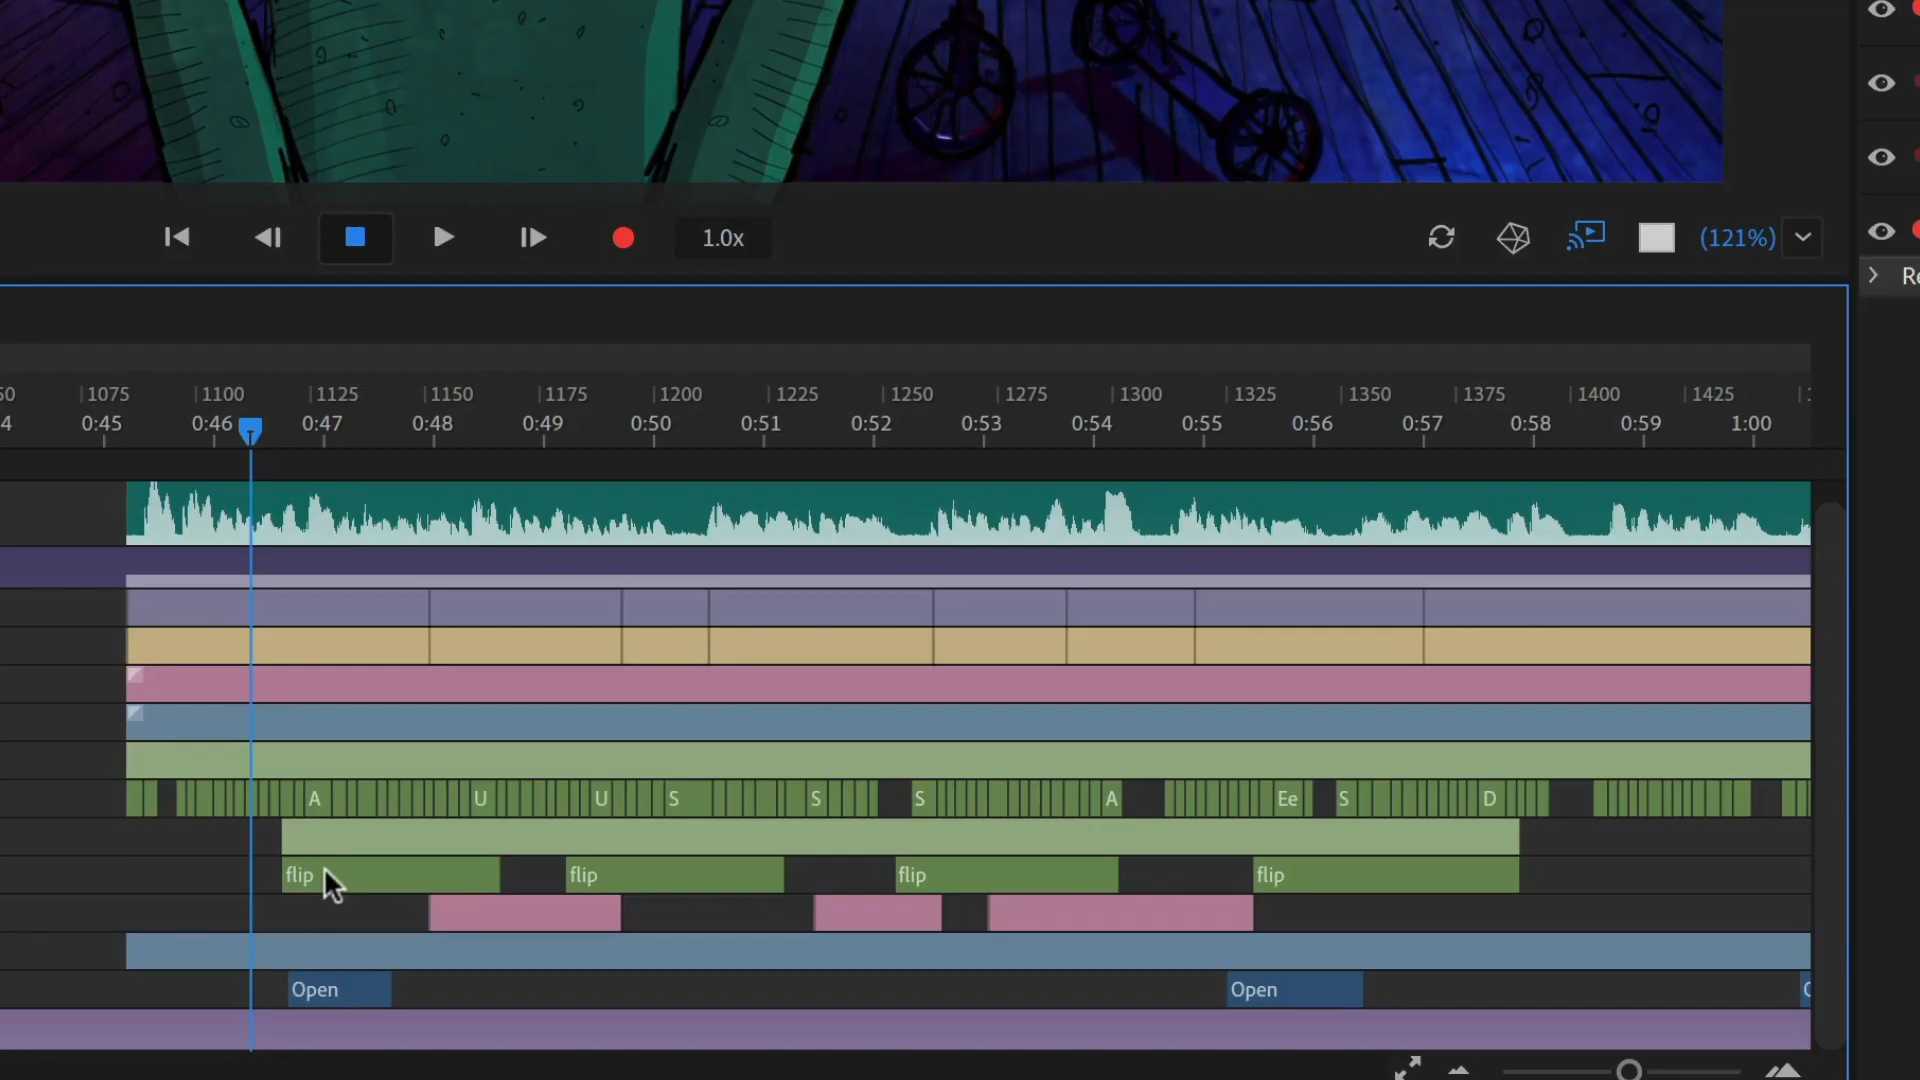 1.0x
(121%)
Re
50 1075 1100 1125 1150 1175 1200 1225 1250 1275 1300 1325 1350 1375 1400 1425
4 0:45 0:46 0:47 0:48 0:49 0:50 0:51 0:52 0:53 0:54 0:55 0:56 0:57 0:58 0:59 1:00
A U U S S S A Ee S D
flip flip flip flip
Open Open